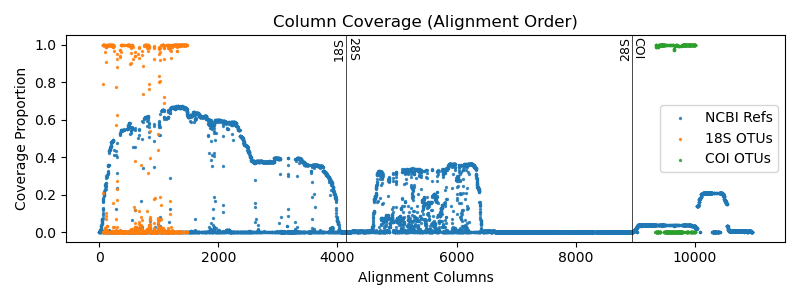 Column Coverage (Alignment Order)
Coverage Proportion
1.0
0.8
0.6
0.4
0.2
0.0
18S
28S
28S
COI
NCBI Refs
18S OTUs
COI OTUs
0
2000
4000
6000
8000
10000
Alignment Columns